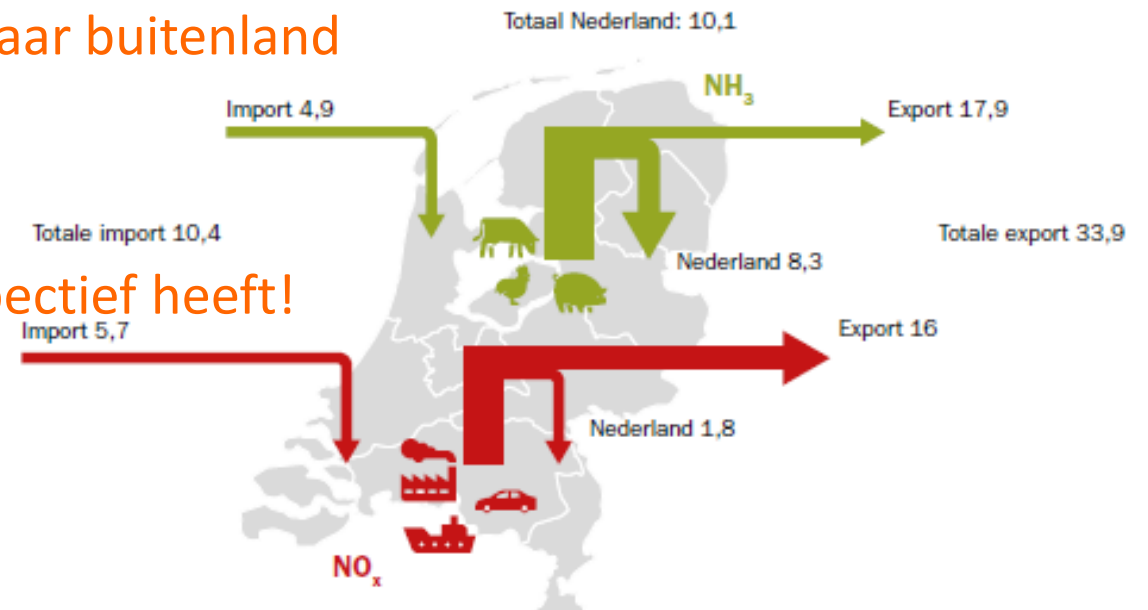 aar buitenland
Totaal Nederland: 10,1
NH₃
Import 4,9
Export 17,9
Totale import 10,4
Totale export 33,9
Nederland 8,3
pectief heeft!
Import 5,7
Export 16
Nederland 1,8
NOₓ